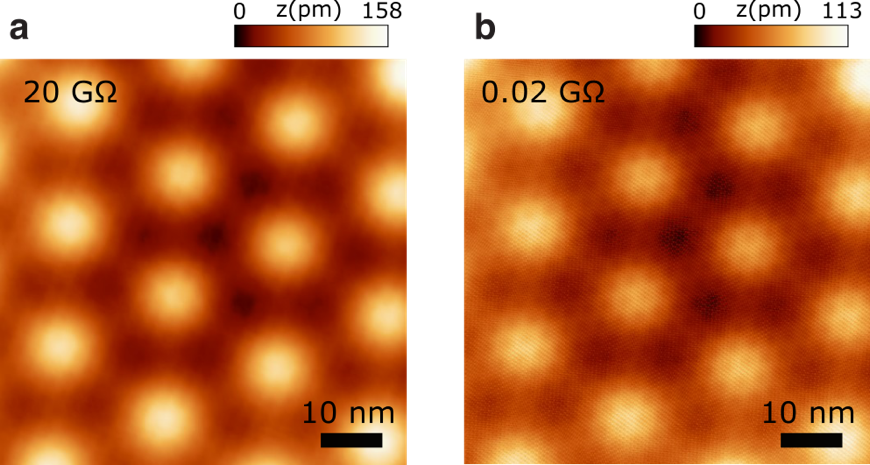 a
0 z(pm) 158
20 GΩ
10 nm
b
0 z(pm) 113
0.02 GΩ
10 nm